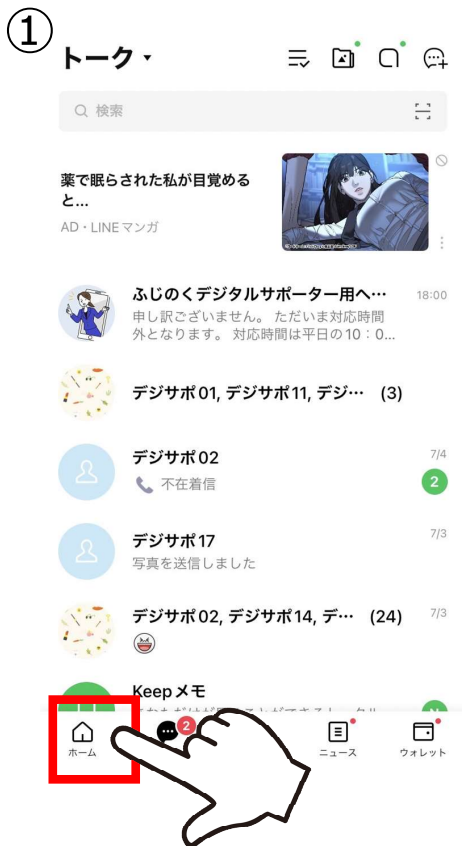 ①
トーク
検索
薬で眠らされた私が目覚める
と...
AD・LINEマンガ
ふじのくデジタルサポーター用ヘ…
18:00
申し訳ございません。 ただいま対応時間
外となります。 対応時間は平日の10：0...
デジサポ01, デジサポ11, デジ… (3)
デジサポ02
7/4
不在着信
2
デジサポ17
7/3
写真を送信しました
デジサポ02, デジサポ14, デ… (24)
7/3
Keepメモ
2
ホーム
ニュース
ウォレット